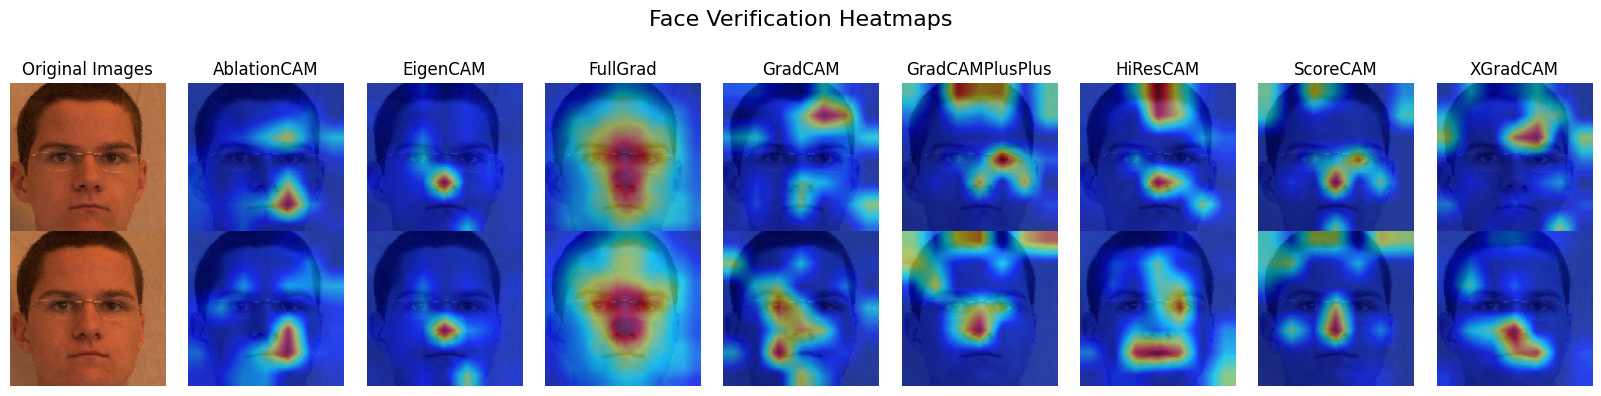 Face Verification Heatmaps
Original Images AblationCAM EigenCAM FullGrad GradCAM GradCAMPlusPlus HiResCAM ScoreCAM XGradCAM